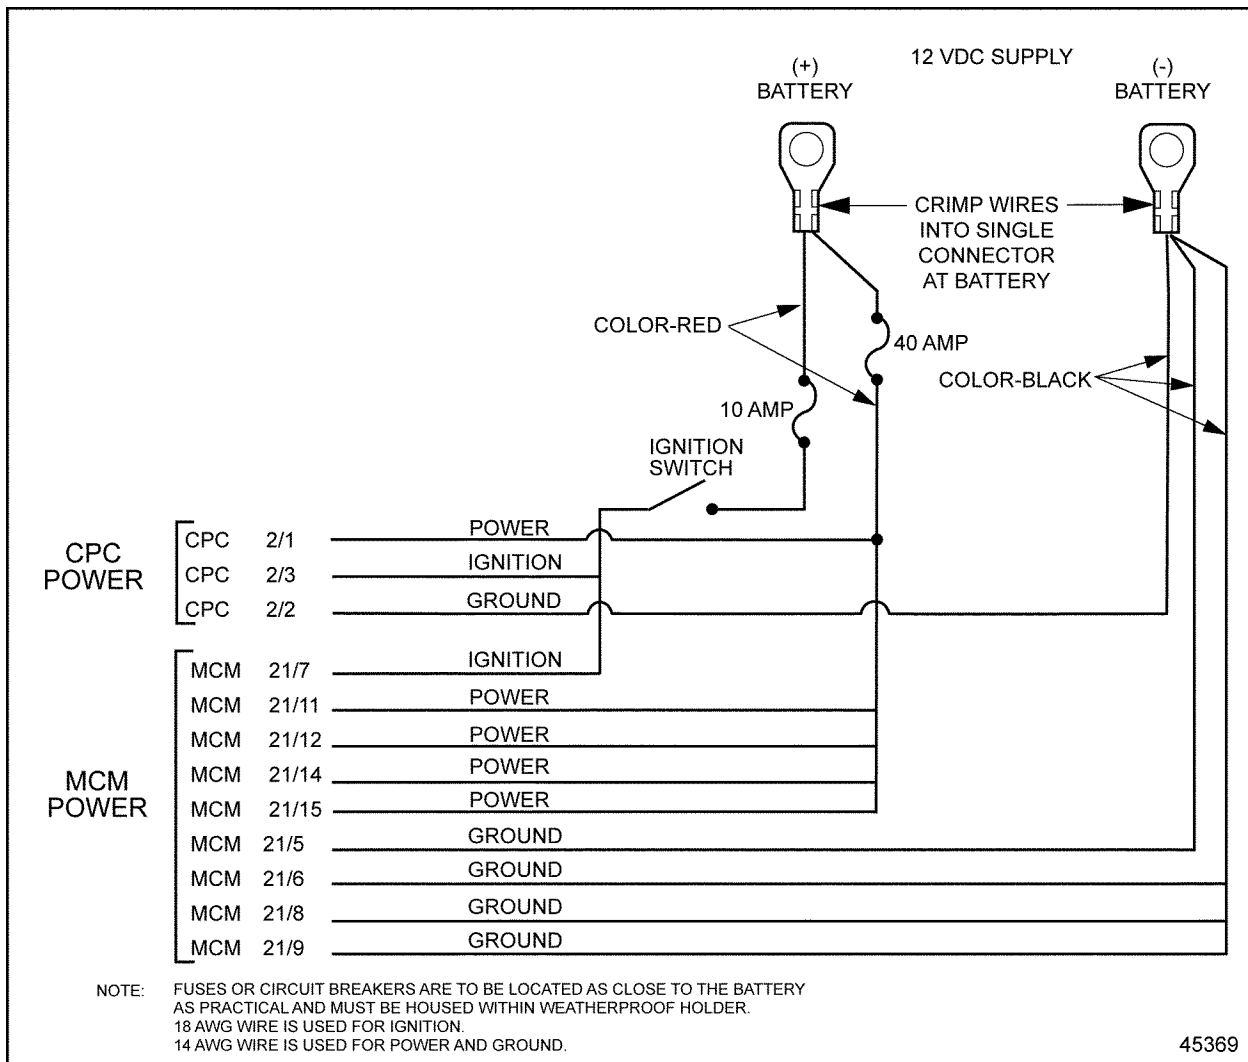 12 VDC SUPPLY
(+)
BATTERY
(-)
BATTERY
CRIMP WIRES
INTO SINGLE
CONNECTOR
AT BATTERY
COLOR-RED
40 AMP
COLOR-BLACK
10 AMP
IGNITION
SWITCH
CPC
POWER
CPC 2/1 POWER
CPC 2/3 IGNITION
CPC 2/2 GROUND
MCM
POWER
MCM 21/7 IGNITION
MCM 21/11 POWER
MCM 21/12 POWER
MCM 21/14 POWER
MCM 21/15 POWER
MCM 21/5 GROUND
MCM 21/6 GROUND
MCM 21/8 GROUND
MCM 21/9 GROUND
NOTE: FUSES OR CIRCUIT BREAKERS ARE TO BE LOCATED AS CLOSE TO THE BATTERY
AS PRACTICAL AND MUST BE HOUSED WITHIN WEATHERPROOF HOLDER.
18 AWG WIRE IS USED FOR IGNITION.
14 AWG WIRE IS USED FOR POWER AND GROUND.
45369